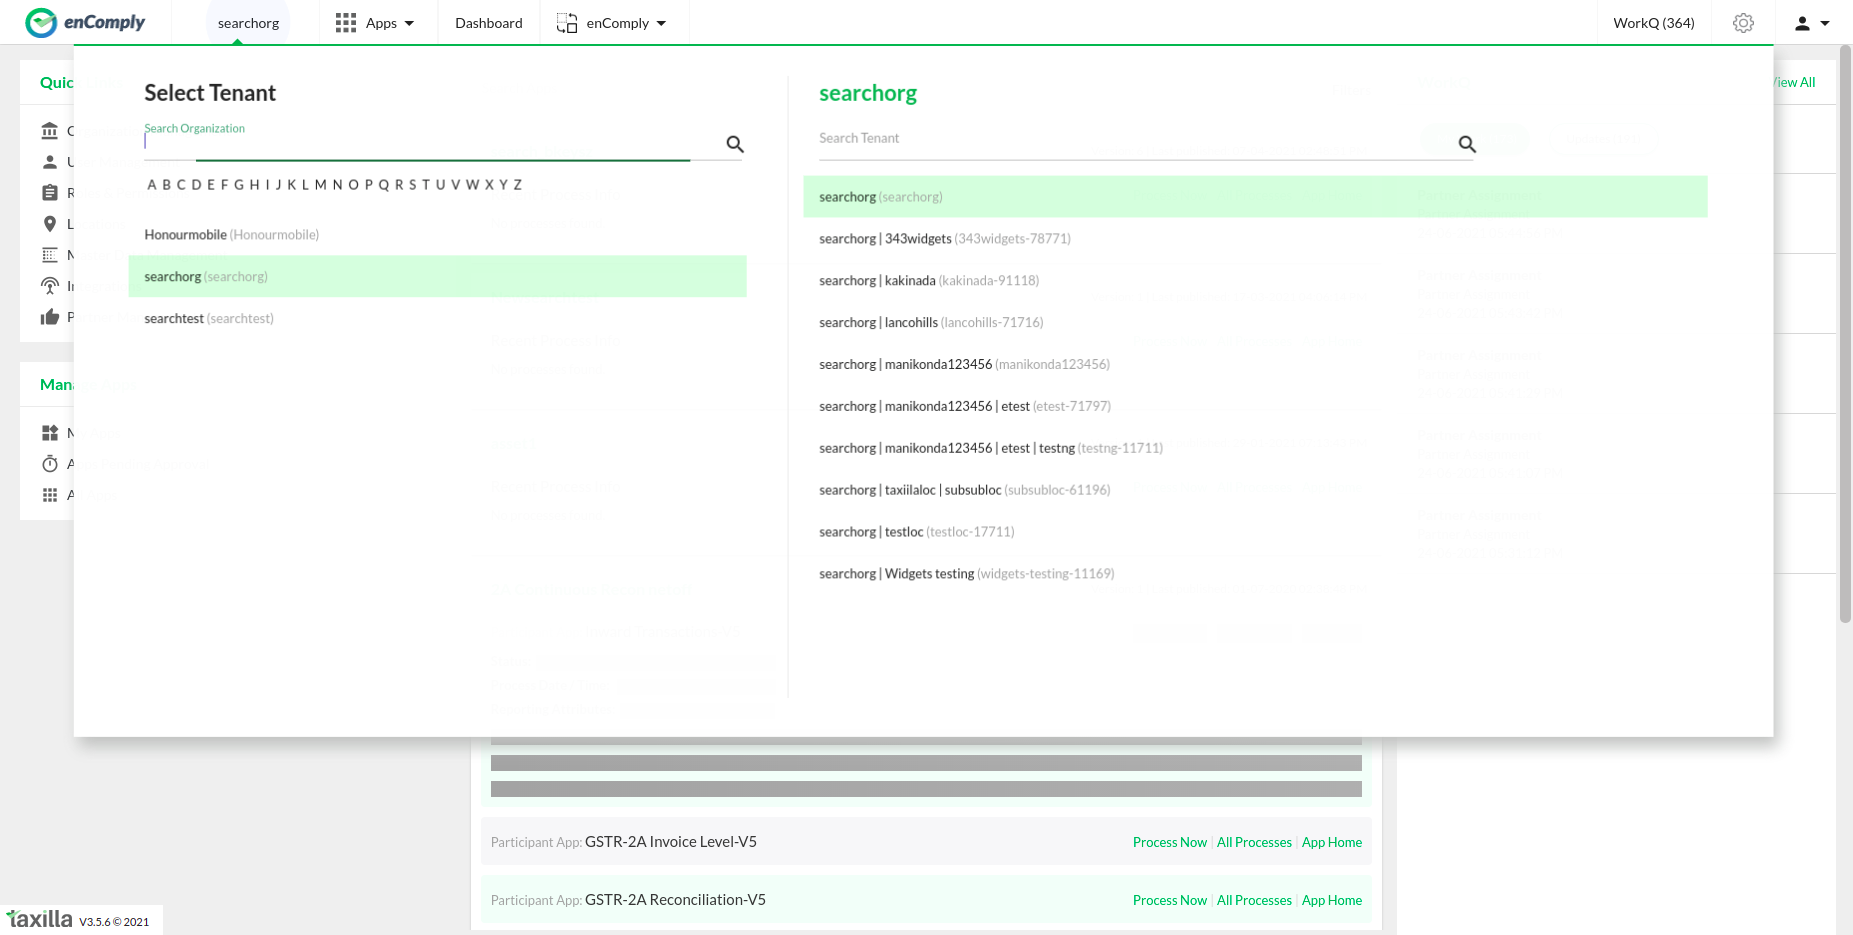 enComply
searchorg
Apps
Dashboard
enComply
WorkQ (364)
Select Tenant
Search Organization
A B C D E F G H I J K L M N O P Q R S T U V W X Y Z
Honourmobile (Honourmobile)
searchorg (searchorg)
searchtest (searchtest)
searchorg
Search Tenant
searchorg (searchorg)
searchorg | 343widgets (343widgets-78771)
searchorg | kakinada (kakinada-91118)
searchorg | lancohills (lancohills-71716)
searchorg | manikonda123456 (manikonda123456)
searchorg | manikonda123456 | etest (etest-71797)
searchorg | manikonda123456 | etest | testng (testng-11711)
searchorg | taxiilaloc | subsubloc (subsubloc-61196)
searchorg | testloc (testloc-17711)
searchorg | Widgets testing (widgets-testing-11169)
View All
Participant App: GSTR-2A Invoice Level-V5
Process Now | All Processes | App Home
Participant App: GSTR-2A Reconciliation-V5
Process Now | All Processes | App Home
taxilla V3.5.6 © 2021